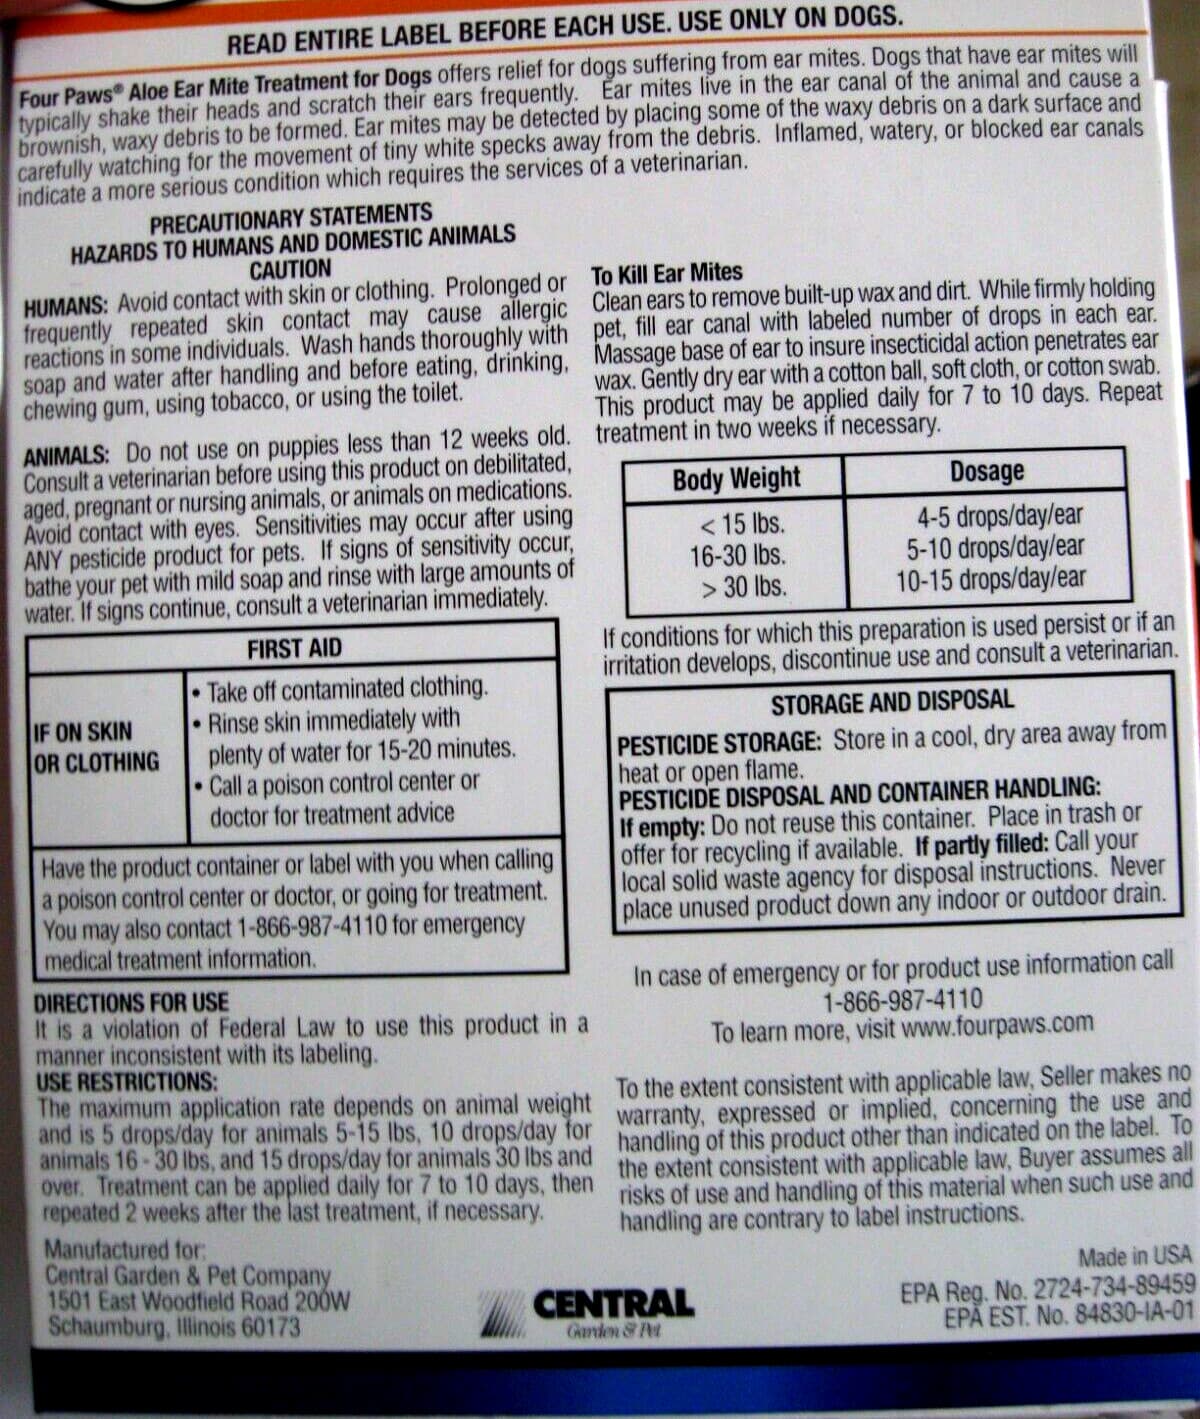 READ ENTIRE LABEL BEFORE EACH USE. USE ONLY ON DOGS.
Four Paws® Aloe Ear Mite Treatment for Dogs offers relief for dogs suffering from ear mites. Dogs that have ear mites will
typically shake their heads and scratch their ears frequently. Ear mites live in the ear canal of the animal and cause a
brownish, waxy debris to be formed. Ear mites may be detected by placing some of the waxy debris on a dark surface and
carefully watching for the movement of tiny white specks away from the debris. Inflamed, watery, or blocked ear canals
indicate a more serious condition which requires the services of a veterinarian.
PRECAUTIONARY STATEMENTS
HAZARDS TO HUMANS AND DOMESTIC ANIMALS
CAUTION
HUMANS: Avoid contact with skin or clothing. Prolonged or
frequently repeated skin contact may cause allergic
reactions in some individuals. Wash hands thoroughly with
soap and water after handling and before eating, drinking,
chewing gum, using tobacco, or using the toilet.
ANIMALS: Do not use on puppies less than 12 weeks old.
Consult a veterinarian before using this product on debilitated,
aged, pregnant or nursing animals, or animals on medications.
Avoid contact with eyes. Sensitivities may occur after using
ANY pesticide product for pets. If signs of sensitivity occur,
bathe your pet with mild soap and rinse with large amounts of
water. If signs continue, consult a veterinarian immediately.
FIRST AID
IF ON SKIN
OR CLOTHING
• Take off contaminated clothing.
• Rinse skin immediately with
plenty of water for 15-20 minutes.
• Call a poison control center or
doctor for treatment advice
Have the product container or label with you when calling
a poison control center or doctor, or going for treatment.
You may also contact 1-866-987-4110 for emergency
medical treatment information.
DIRECTIONS FOR USE
It is a violation of Federal Law to use this product in a
manner inconsistent with its labeling.
USE RESTRICTIONS:
The maximum application rate depends on animal weight
and is 5 drops/day for animals 5-15 lbs, 10 drops/day for
animals 16 - 30 lbs, and 15 drops/day for animals 30 lbs and
over. Treatment can be applied daily for 7 to 10 days, then
repeated 2 weeks after the last treatment, if necessary.
Manufactured for:
Central Garden & Pet Company
1501 East Woodfield Road 200W
Schaumburg, Illinois 60173
To Kill Ear Mites
Clean ears to remove built-up wax and dirt. While firmly holding
pet, fill ear canal with labeled number of drops in each ear.
Massage base of ear to insure insecticidal action penetrates ear
wax. Gently dry ear with a cotton ball, soft cloth, or cotton swab.
This product may be applied daily for 7 to 10 days. Repeat
treatment in two weeks if necessary.
Body Weight Dosage
< 15 lbs. 4-5 drops/day/ear
16-30 lbs. 5-10 drops/day/ear
> 30 lbs. 10-15 drops/day/ear
If conditions for which this preparation is used persist or if an
irritation develops, discontinue use and consult a veterinarian.
STORAGE AND DISPOSAL
PESTICIDE STORAGE: Store in a cool, dry area away from
heat or open flame.
PESTICIDE DISPOSAL AND CONTAINER HANDLING:
If empty: Do not reuse this container. Place in trash or
offer for recycling if available. If partly filled: Call your
local solid waste agency for disposal instructions. Never
place unused product down any indoor or outdoor drain.
In case of emergency or for product use information call
1-866-987-4110
To learn more, visit www.fourpaws.com
To the extent consistent with applicable law, Seller makes no
warranty, expressed or implied, concerning the use and
handling of this product other than indicated on the label. To
the extent consistent with applicable law, Buyer assumes all
risks of use and handling of this material when such use and
handling are contrary to label instructions.
CENTRAL
Garden & Pet
Made in USA
EPA Reg. No. 2724-734-89459
EPA EST. No. 84830-IA-01